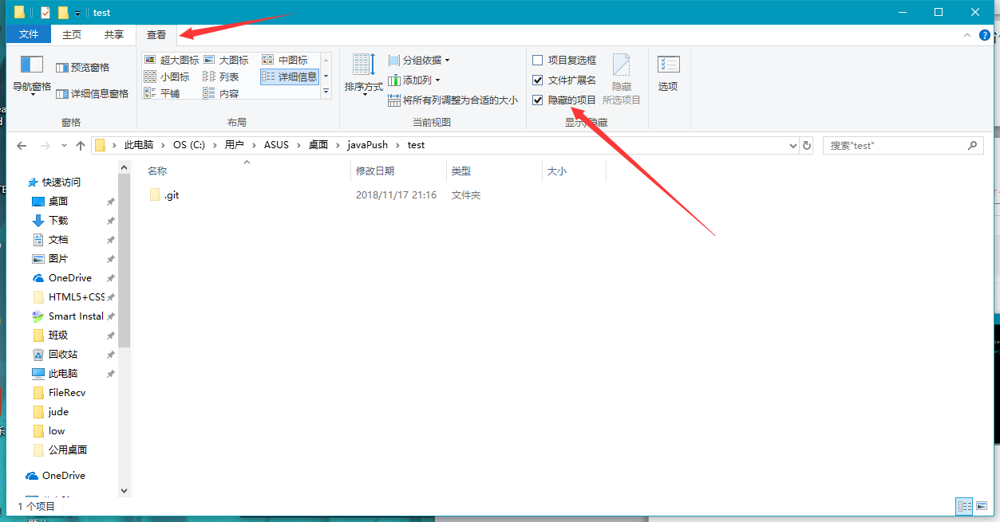 test
文件 主页 共享 查看
导航窗格 预览窗格 详细信息窗格
窗格
超大图标 大图标 中图标
小图标 列表 详细信息
平铺 内容
布局
排序方式 分组依据
添加列
将所有列调整为合适的大小
当前视图
项目复选框
文件扩展名
隐藏的项目
隐藏
所选项目
显示/隐藏
选项
此电脑 OS (C:) 用户 ASUS 桌面 javaPush test
搜索"test"
名称 修改日期 类型 大小
.git 2018/11/17 21:16 文件夹
快速访问
桌面
下载
文档
图片
OneDrive
HTML5+CSS
Smart Instal
班级
回收站
此电脑
FileRecv
jude
low
公用桌面
OneDrive
1 个项目